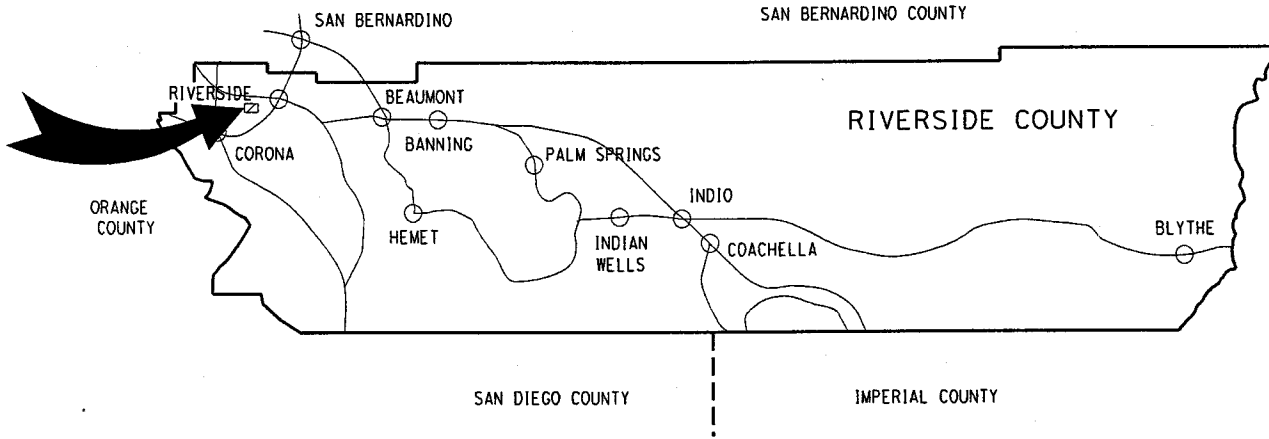 SAN BERNARDINO
SAN BERNARDINO COUNTY
RIVERSIDE
BEAUMONT
RIVERSIDE COUNTY
BANNING
CORONA
PALM SPRINGS
INDIO
ORANGE
COUNTY
HEMET
INDIAN
WELLS
COACHELLA
BLYTHE
SAN DIEGO COUNTY
IMPERIAL COUNTY